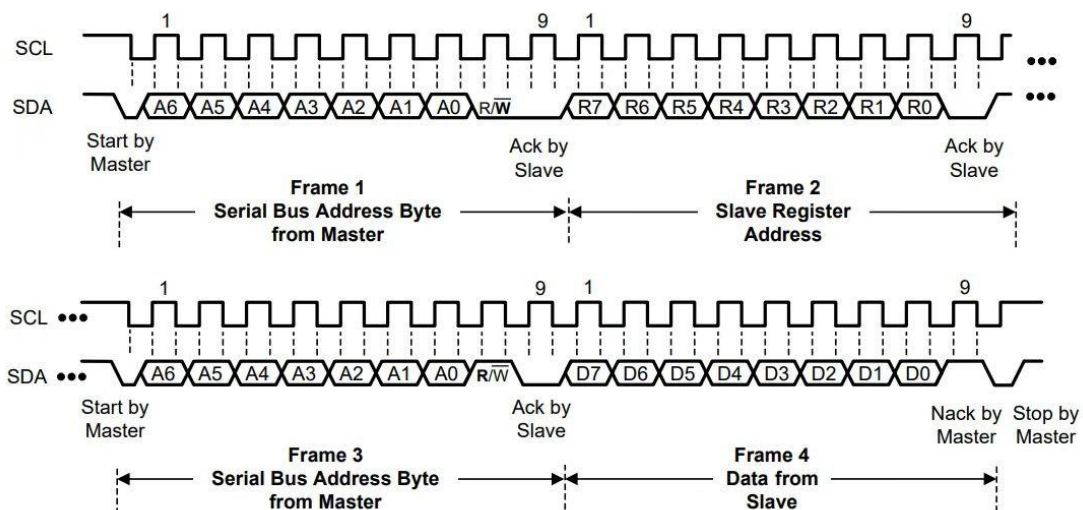 1 9 1 9
SCL •••
SDA A6 A5 A4 A3 A2 A1 A0 R/W̅ R7 R6 R5 R4 R3 R2 R1 R0 •••
Start by
Master
Ack by
Slave
Ack by
Slave
Frame 1
Serial Bus Address Byte
from Master
Frame 2
Slave Register
Address
1 9 1 9
SCL •••
SDA ••• A6 A5 A4 A3 A2 A1 A0 R/W̅ D7 D6 D5 D4 D3 D2 D1 D0
Start by
Master
Ack by
Slave
Nack by
Master
Stop by
Master
Frame 3
Serial Bus Address Byte
from Master
Frame 4
Data from
Slave